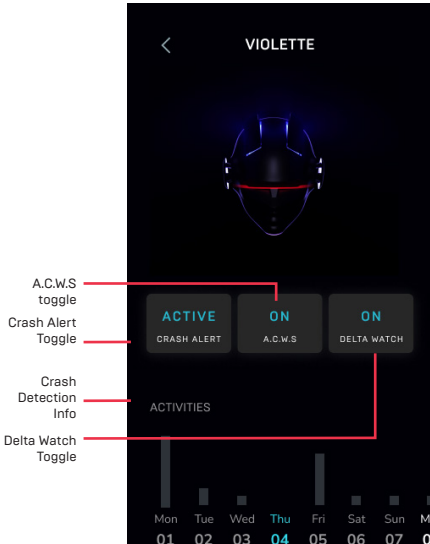 VIOLETTE
A.C.W.S
toggle
Crash Alert
Toggle
ACTIVE
CRASH ALERT
ON
A.C.W.S
ON
DELTA WATCH
Crash
Detection
Info
ACTIVITIES
Delta Watch
Toggle
Mon Tue Wed Thu Fri Sat Sun
01 02 03 04 05 06 07